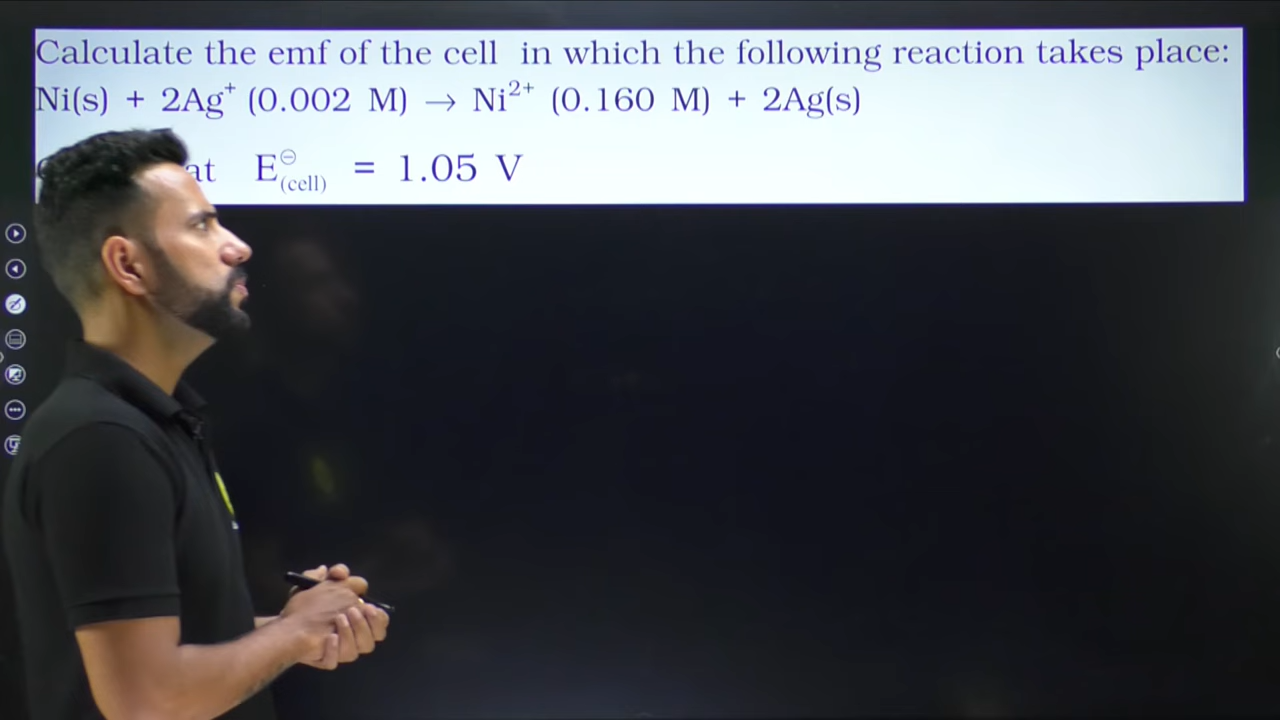 Calculate the emf of the cell in which the following reaction takes place:
Ni(s) + 2Ag⁺ (0.002 M) → Ni²⁺ (0.160 M) + 2Ag(s)
E⊖(cell) = 1.05 V